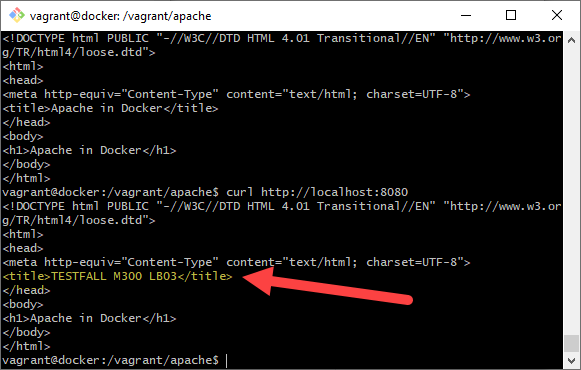 vagrant@docker: /vagrant/apache
<!DOCTYPE html PUBLIC "-//W3C//DTD HTML 4.01 Transitional//EN" "http://www.w3.or
g/TR/html4/loose.dtd">
<html>
<head>
<meta http-equiv="Content-Type" content="text/html; charset=UTF-8">
<title>Apache in Docker</title>
</head>
<body>
<h1>Apache in Docker</h1>
</body>
</html>
vagrant@docker:/vagrant/apache$ curl http://localhost:8080
<!DOCTYPE html PUBLIC "-//W3C//DTD HTML 4.01 Transitional//EN" "http://www.w3.or
g/TR/html4/loose.dtd">
<html>
<head>
<meta http-equiv="Content-Type" content="text/html; charset=UTF-8">
<title>TESTFALL M300 LB03</title>
</head>
<body>
<h1>Apache in Docker</h1>
</body>
</html>
vagrant@docker:/vagrant/apache$